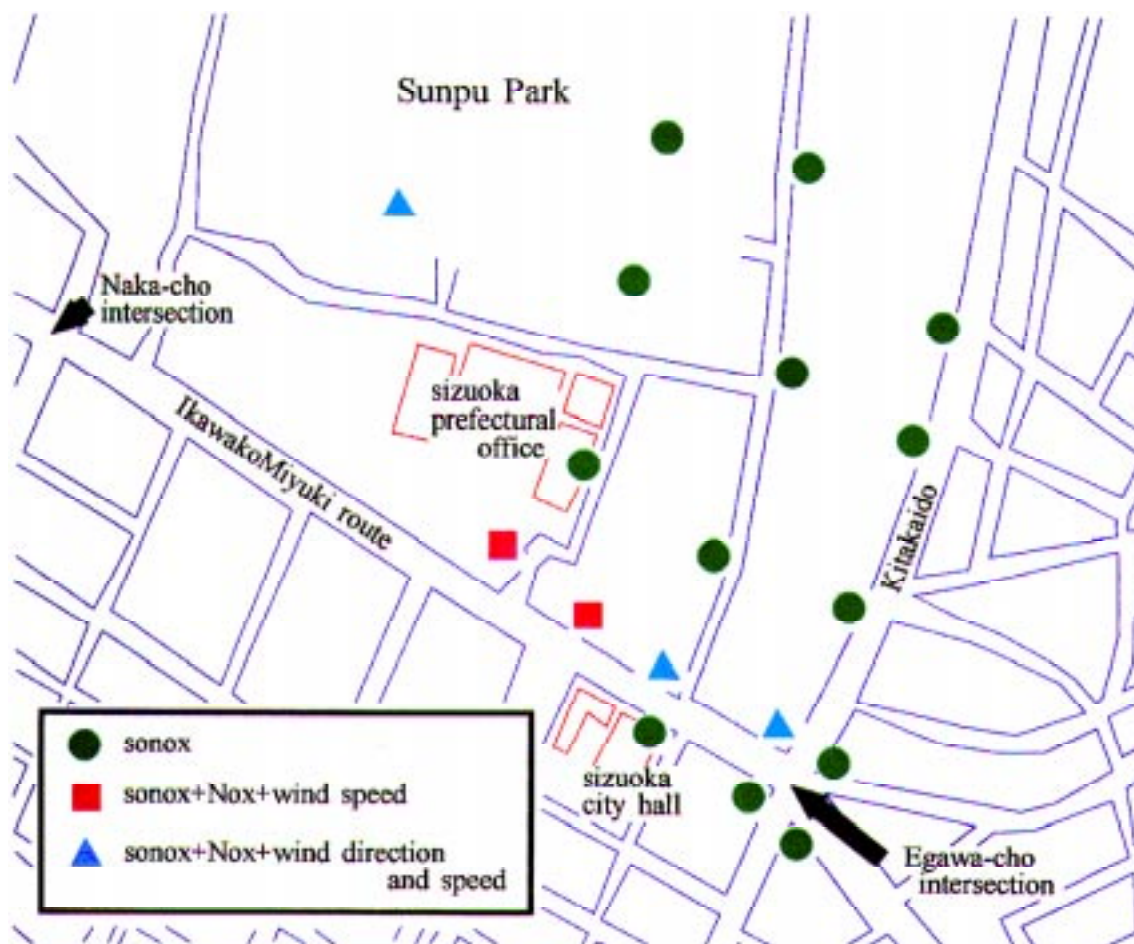 Sunpu Park
Naka-cho
intersection
sizuoka
prefectural
office
IkawakoMiyuki route
Kitakaido
sizuoka
city hall
Egawa-cho
intersection
sonox
sonox+Nox+wind speed
sonox+Nox+wind direction
and speed